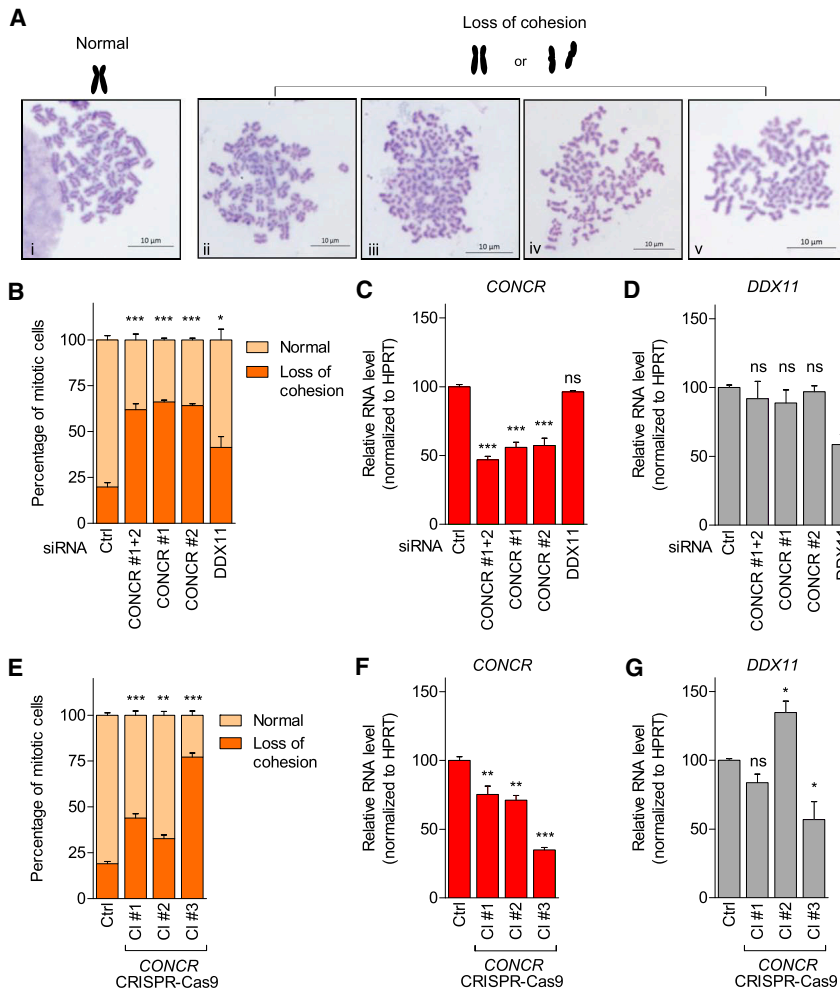 A
Loss of cohesion
Normal
or
i
10 µm
ii
10 µm
iii
10 µm
iv
10 µm
v
10 µm
B
Percentage of mitotic cells
100
75
50
25
0
***
***
***
*
Normal
Loss of
cohesion
siRNA
Ctrl
CONCR #1+2
CONCR #1
CONCR #2
DDX11
C
CONCR
Relative RNA level
(normalized to HPRT)
150
100
50
0
***
***
***
ns
siRNA
Ctrl
CONCR #1+2
CONCR #1
CONCR #2
DDX11
D
DDX11
Relative RNA level
(normalized to HPRT)
150
100
50
0
ns
ns
ns
siRNA
Ctrl
CONCR #1+2
CONCR #1
CONCR #2
E
Percentage of mitotic cells
100
75
50
25
0
***
**
***
Normal
Loss of
cohesion
Ctrl
Cl #1
Cl #2
Cl #3
CONCR
CRISPR-Cas9
F
CONCR
Relative RNA level
(normalized to HPRT)
150
100
50
0
**
**
***
Ctrl
Cl #1
Cl #2
Cl #3
CONCR
CRISPR-Cas9
G
DDX11
Relative RNA level
(normalized to HPRT)
150
100
50
0
ns
*
*
Ctrl
Cl #1
Cl #2
Cl #3
CONCR
CRISPR-Cas9